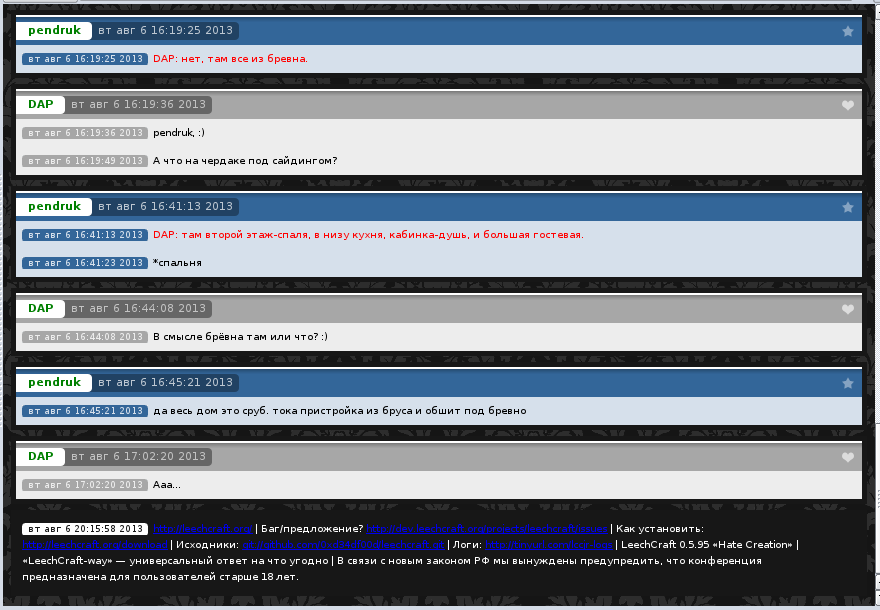 pendruk вт авг 6 16:19:25 2013
вт авг 6 16:19:25 2013 DAP: нет, там все из бревна.
DAP вт авг 6 16:19:36 2013
вт авг 6 16:19:36 2013 pendruk, :)
вт авг 6 16:19:49 2013 А что на чердаке под сайдингом?
pendruk вт авг 6 16:41:13 2013
вт авг 6 16:41:13 2013 DAP: там второй этаж-спаля, в низу кухня, кабинка-душь, и большая гостевая.
вт авг 6 16:41:23 2013 *спальня
DAP вт авг 6 16:44:08 2013
вт авг 6 16:44:08 2013 В смысле брёвна там или что? :)
pendruk вт авг 6 16:45:21 2013
вт авг 6 16:45:21 2013 да весь дом это сруб. тока пристройка из бруса и обшит под бревно
DAP вт авг 6 17:02:20 2013
вт авг 6 17:02:20 2013 Ааа...
вт авг 6 20:15:58 2013 | Баг/предложение? | Как установить:
| Исходники: | Логи: | LeechCraft 0.5.95 «Hate Creation» |
«LeechCraft-way» — универсальный ответ на что угодно | В связи с новым законом РФ мы вынуждены предупредить, что конференция
предназначена для пользователей старше 18 лет.